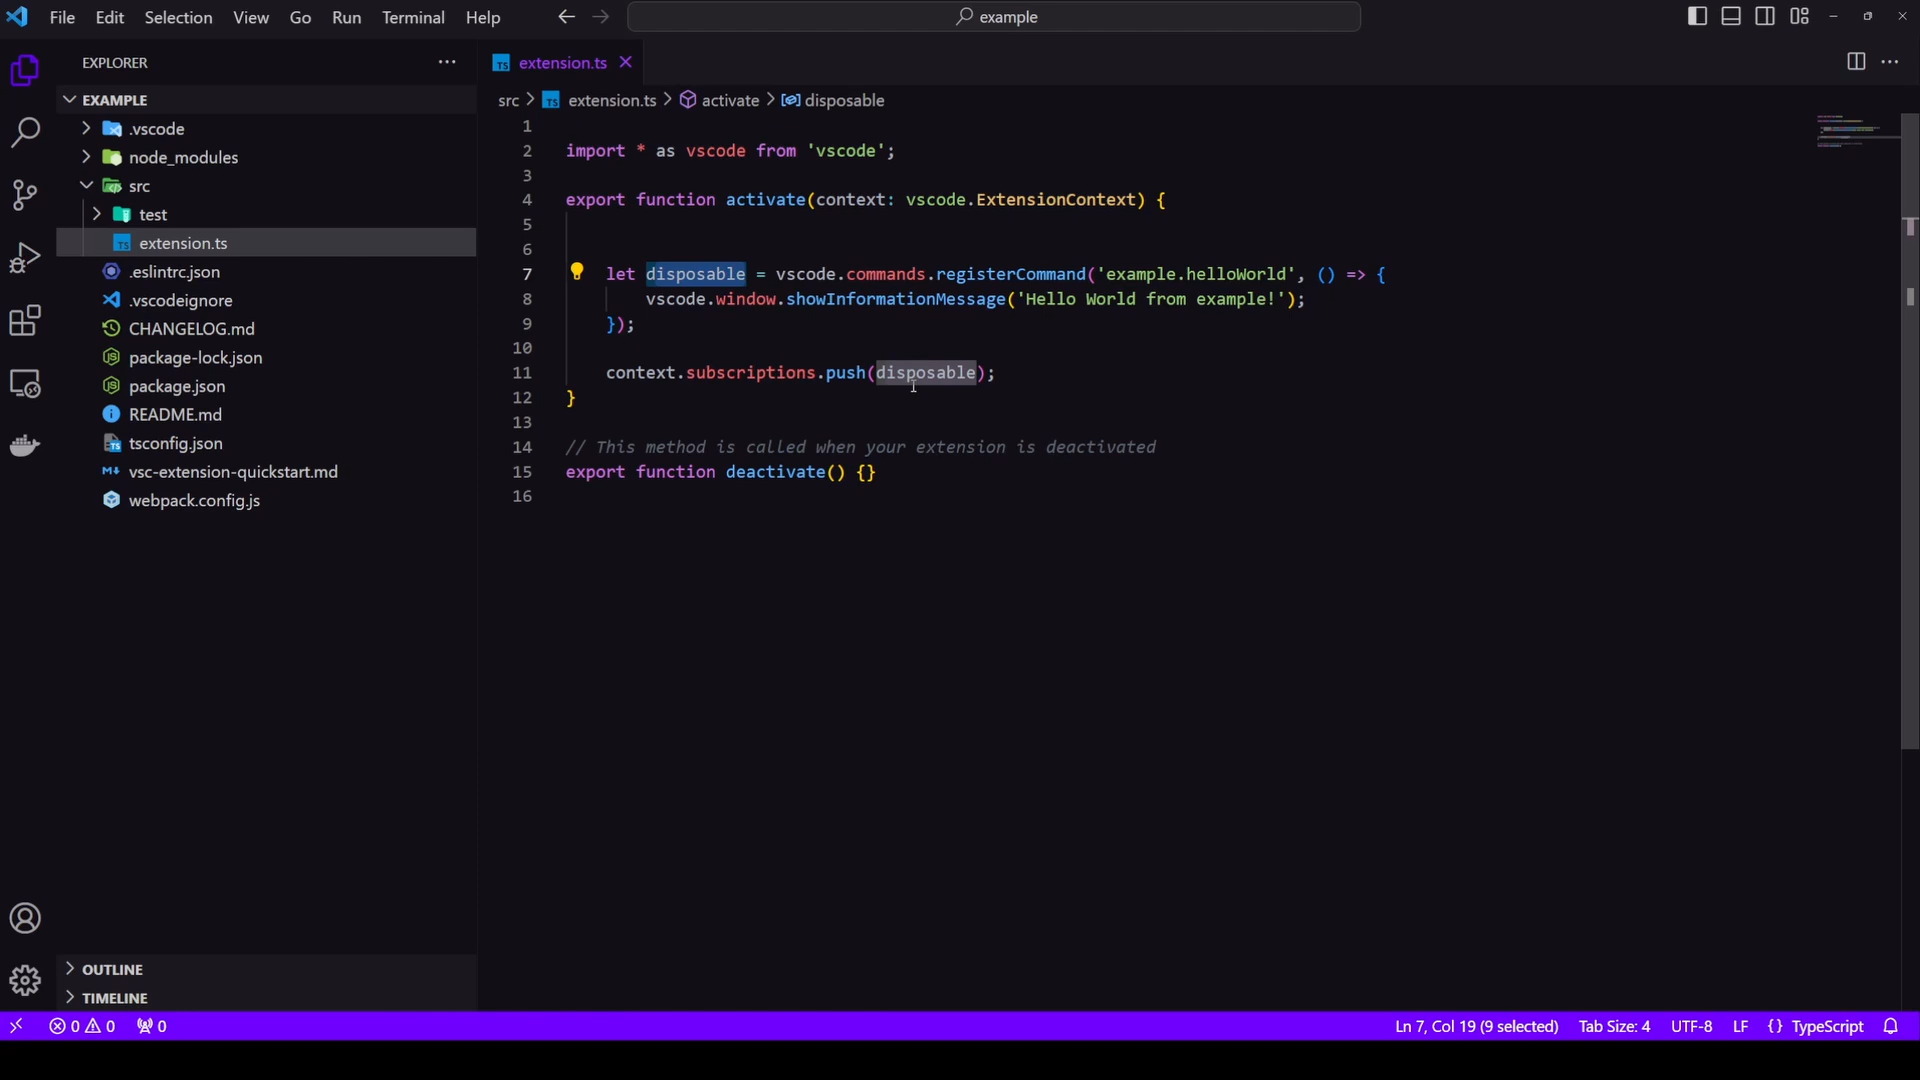 File Edit Selection View Go Run Terminal Help
example
EXPLORER
EXAMPLE
.vscode
node_modules
src
test
TS extension.ts
.eslintrc.json
.vscodeignore
CHANGELOG.md
package-lock.json
package.json
README.md
tsconfig.json
vsc-extension-quickstart.md
webpack.config.js
OUTLINE
TIMELINE
TS extension.ts
src > TS extension.ts > activate > disposable
1
2 import * as vscode from 'vscode';
3
4 export function activate(context: vscode.ExtensionContext) {
5
6
7 let disposable = vscode.commands.registerCommand('example.helloWorld', () => {
8 vscode.window.showInformationMessage('Hello World from example!');
9 });
10
11 context.subscriptions.push(disposable);
12 }
13
14 // This method is called when your extension is deactivated
15 export function deactivate() {}
16
0 0 0 Ln 7, Col 19 (9 selected) Tab Size: 4 UTF-8 LF {} TypeScript